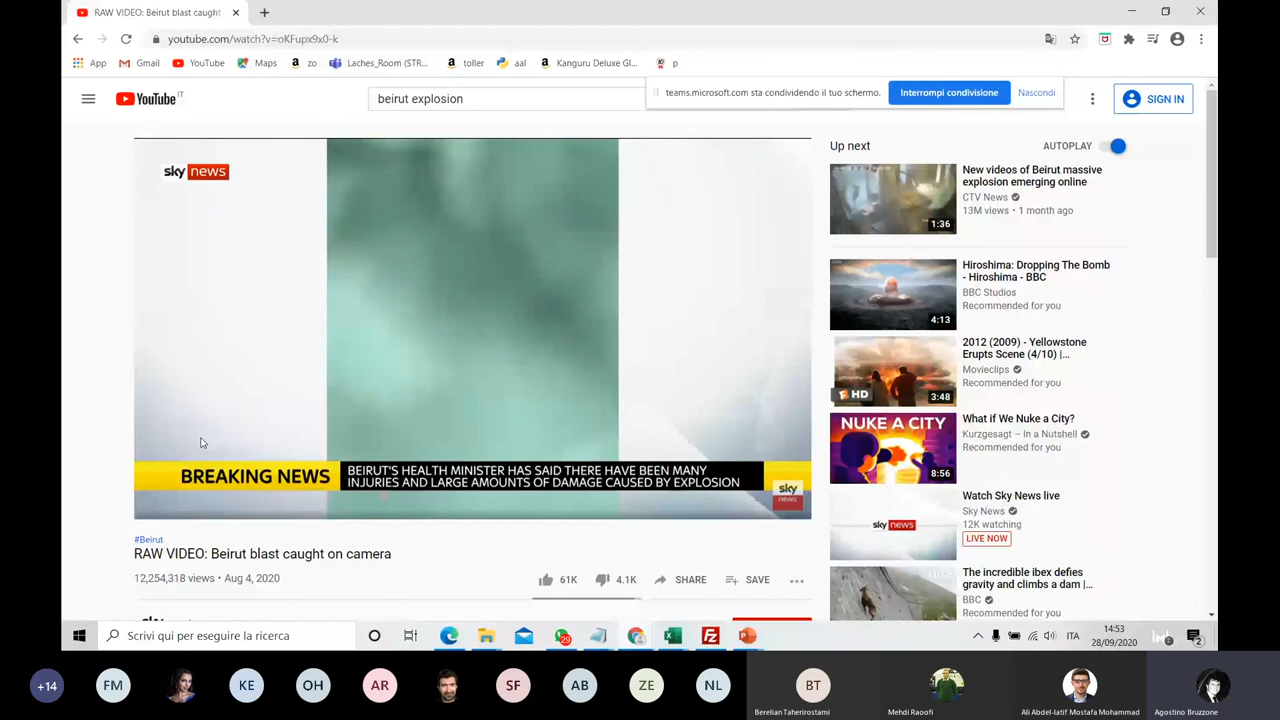 RAW VIDEO: Beirut blast caught
youtube.com/watch?v=oKFupx9x0-k
App Gmail YouTube Maps zo Laches_Room (STR... toller aal Kanguru Deluxe Gl... p
YouTube IT
beirut explosion
teams.microsoft.com sta condividendo il tuo schermo. Interrompi condivisione Nascondi
SIGN IN
sky news
BREAKING NEWS
BEIRUT'S HEALTH MINISTER HAS SAID THERE HAVE BEEN MANY
INJURIES AND LARGE AMOUNTS OF DAMAGE CAUSED BY EXPLOSION
sky
news
#Beirut
RAW VIDEO: Beirut blast caught on camera
12,254,318 views • Aug 4, 2020
61K 4.1K SHARE SAVE
Up next AUTOPLAY
1:36
New videos of Beirut massive
explosion emerging online
CTV News
13M views • 1 month ago
4:13
Hiroshima: Dropping The Bomb
- Hiroshima - BBC
BBC Studios
Recommended for you
HD
3:48
2012 (2009) - Yellowstone
Erupts Scene (4/10) |...
Movieclips
Recommended for you
NUKE A CITY
8:56
What if We Nuke a City?
Kurzgesagt – In a Nutshell
Recommended for you
sky news
Watch Sky News live
Sky News
12K watching
LIVE NOW
The incredible ibex defies
gravity and climbs a dam |...
BBC
Recommended for you
Scrivi qui per eseguire la ricerca
29
ITA
14:53
28/09/2020
2
+14 FM KE OH AR SF AB ZE NL BT
Berelian Taherirostami Mehdi Raoofi Ali Abdel-latif Mostafa Mohammad Agostino Bruzzone